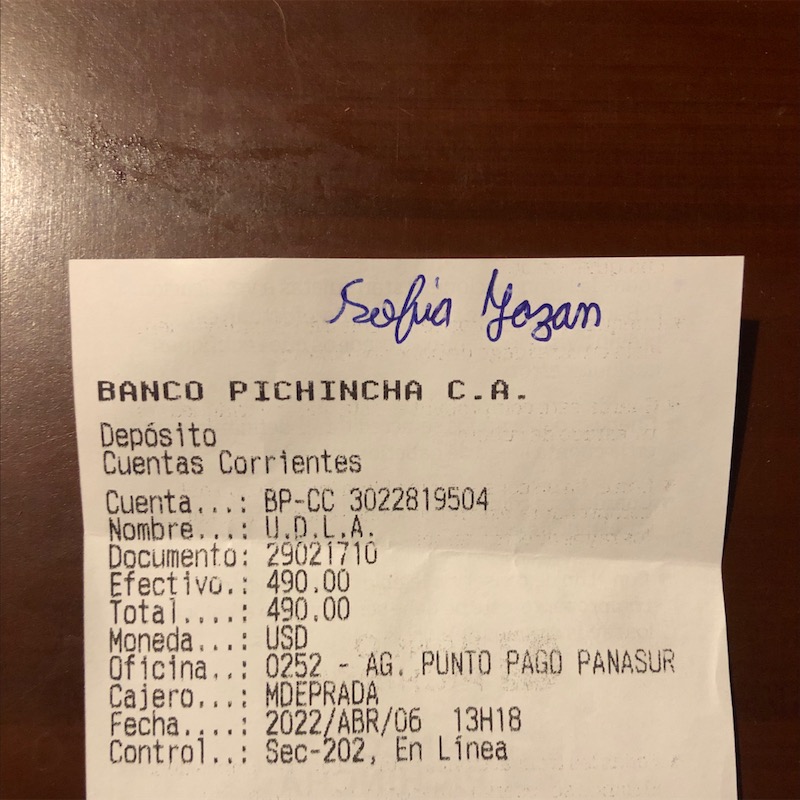 Sofia Yozán
BANCO PICHINCHA C.A.
Depósito
Cuentas Corrientes
Cuenta...: BP-CC 3022819504
Nombre...: U.D.L.A.
Documento: 29021710
Efectivo.: 490.00
Total....: 490.00
Moneda...: USD
Oficina..: 0252 - AG. PUNTO PAGO PANASUR
Cajero...: MDEPRADA
Fecha....: 2022/ABR/06 13H18
Control..: Sec-202, En Línea